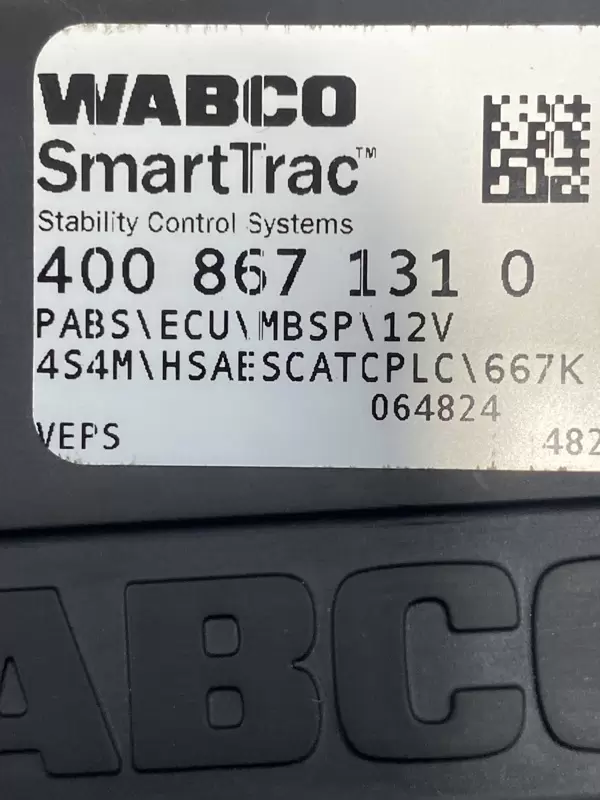 WABCO
SmartTrac™
Stability Control Systems
400 867 131 0
PABS\ECU\MBSP\12V
4S4M\HSAESCATCPLC\667K
064824
VEPS
482
ABCO